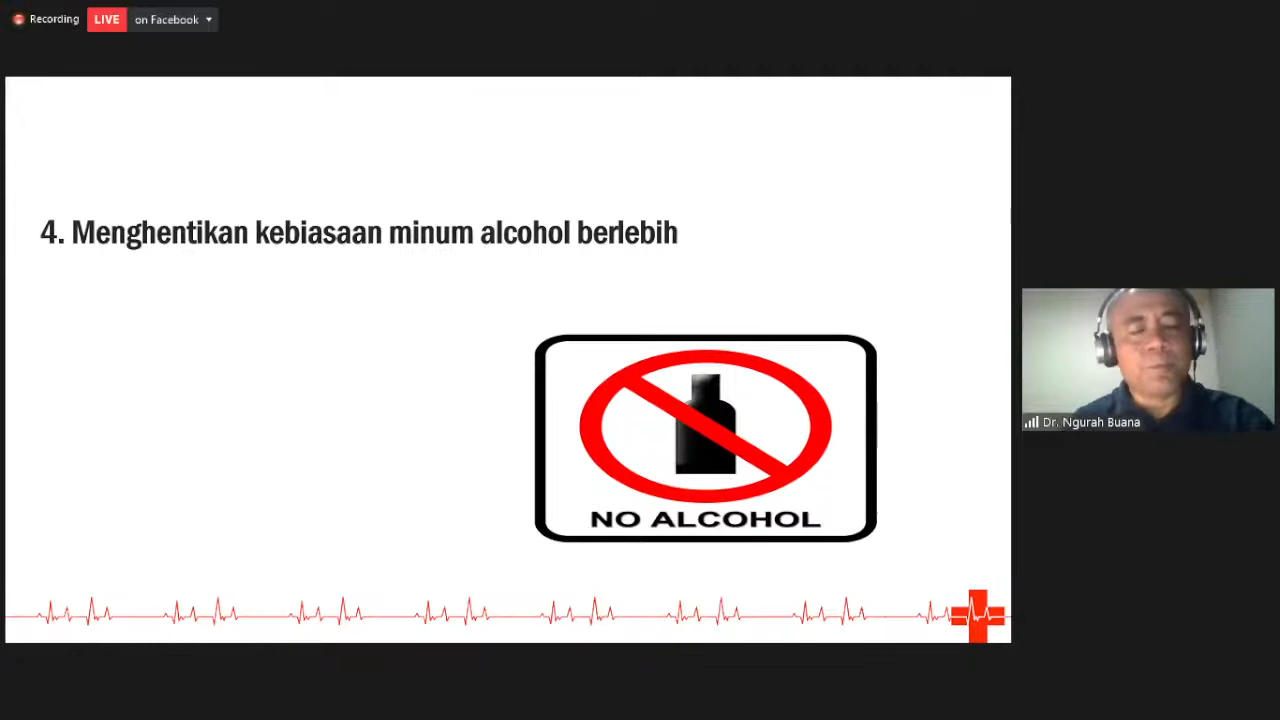 Recording
LIVE on Facebook
4. Menghentikan kebiasaan minum alcohol berlebih
NO ALCOHOL
Dr. Ngurah Buana